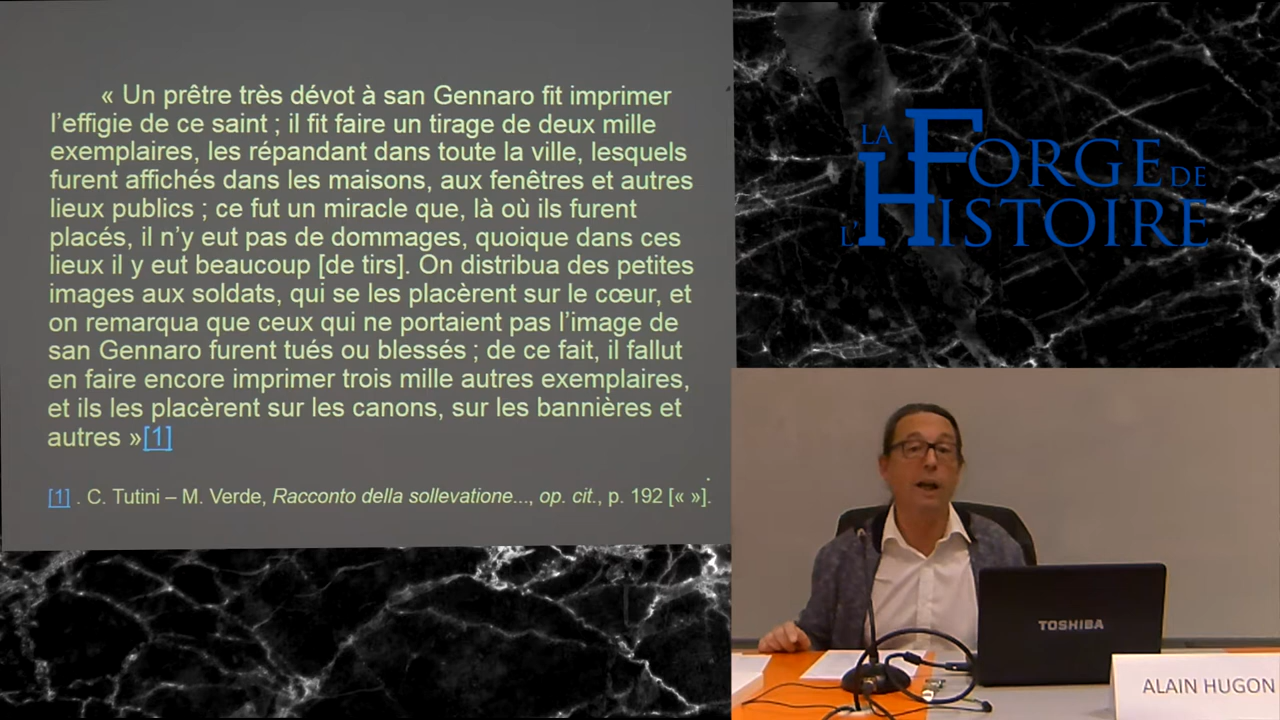 « Un prêtre très dévot à san Gennaro fit imprimer
l'effigie de ce saint ; il fit faire un tirage de deux mille
exemplaires, les répandant dans toute la ville, lesquels
furent affichés dans les maisons, aux fenêtres et autres
lieux publics ; ce fut un miracle que, là où ils furent
placés, il n'y eut pas de dommages, quoique dans ces
lieux il y eut beaucoup [de tirs]. On distribua des petites
images aux soldats, qui se les placèrent sur le cœur, et
on remarqua que ceux qui ne portaient pas l'image de
san Gennaro furent tués ou blessés ; de ce fait, il fallut
en faire encore imprimer trois mille autres exemplaires,
et ils les placèrent sur les canons, sur les bannières et
autres »[1]
[1] . C. Tutini – M. Verde, Racconto della sollevatione..., op. cit., p. 192 [« »].
LA FORGE DE
L'HISTOIRE
TOSHIBA
ALAIN HUGON